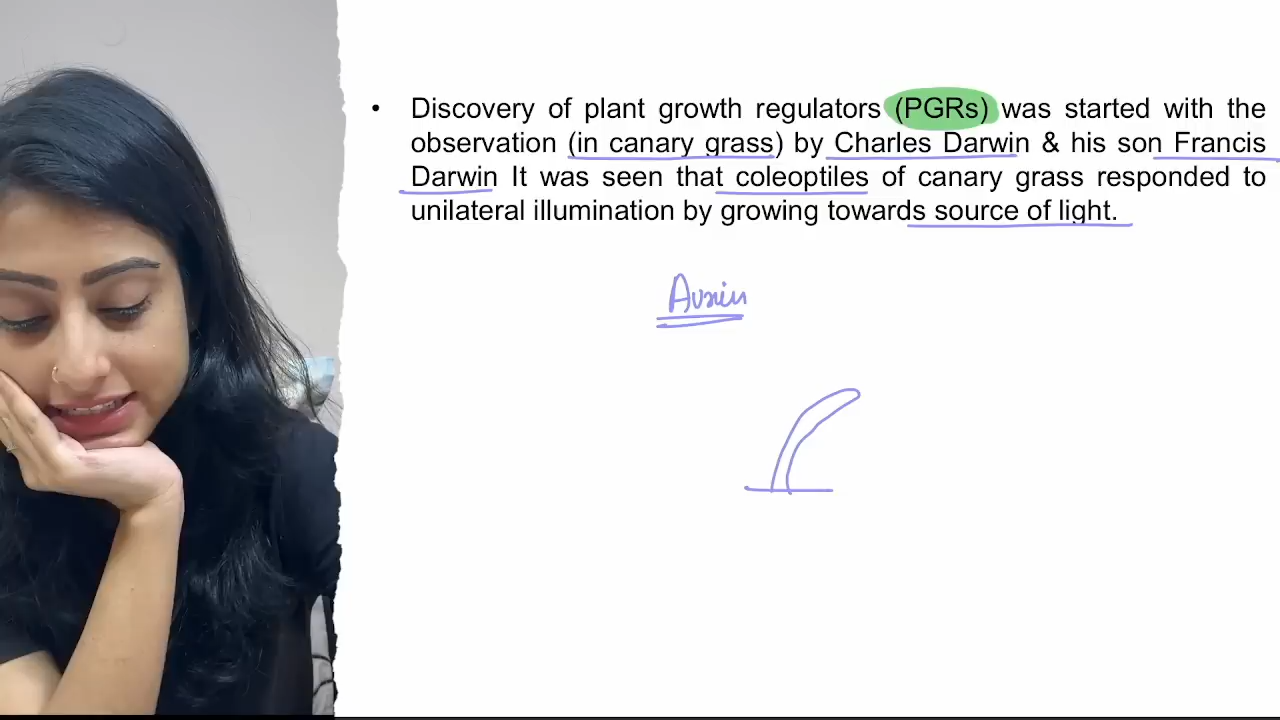 • Discovery of plant growth regulators (PGRs) was started with the
observation (in canary grass) by Charles Darwin & his son Francis
Darwin It was seen that coleoptiles of canary grass responded to
unilateral illumination by growing towards source of light.
Auxin